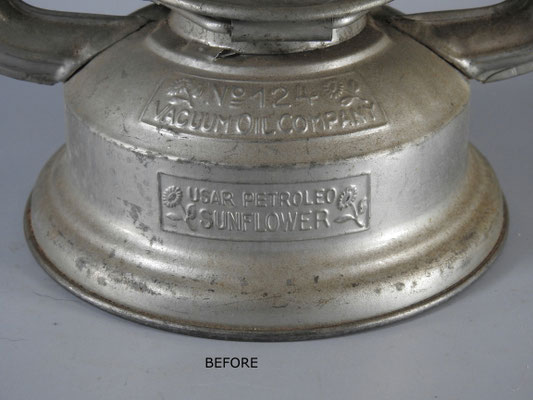 Nº 124
VACUUM OIL COMPANY
USAR PETROLEO
SUNFLOWER
BEFORE